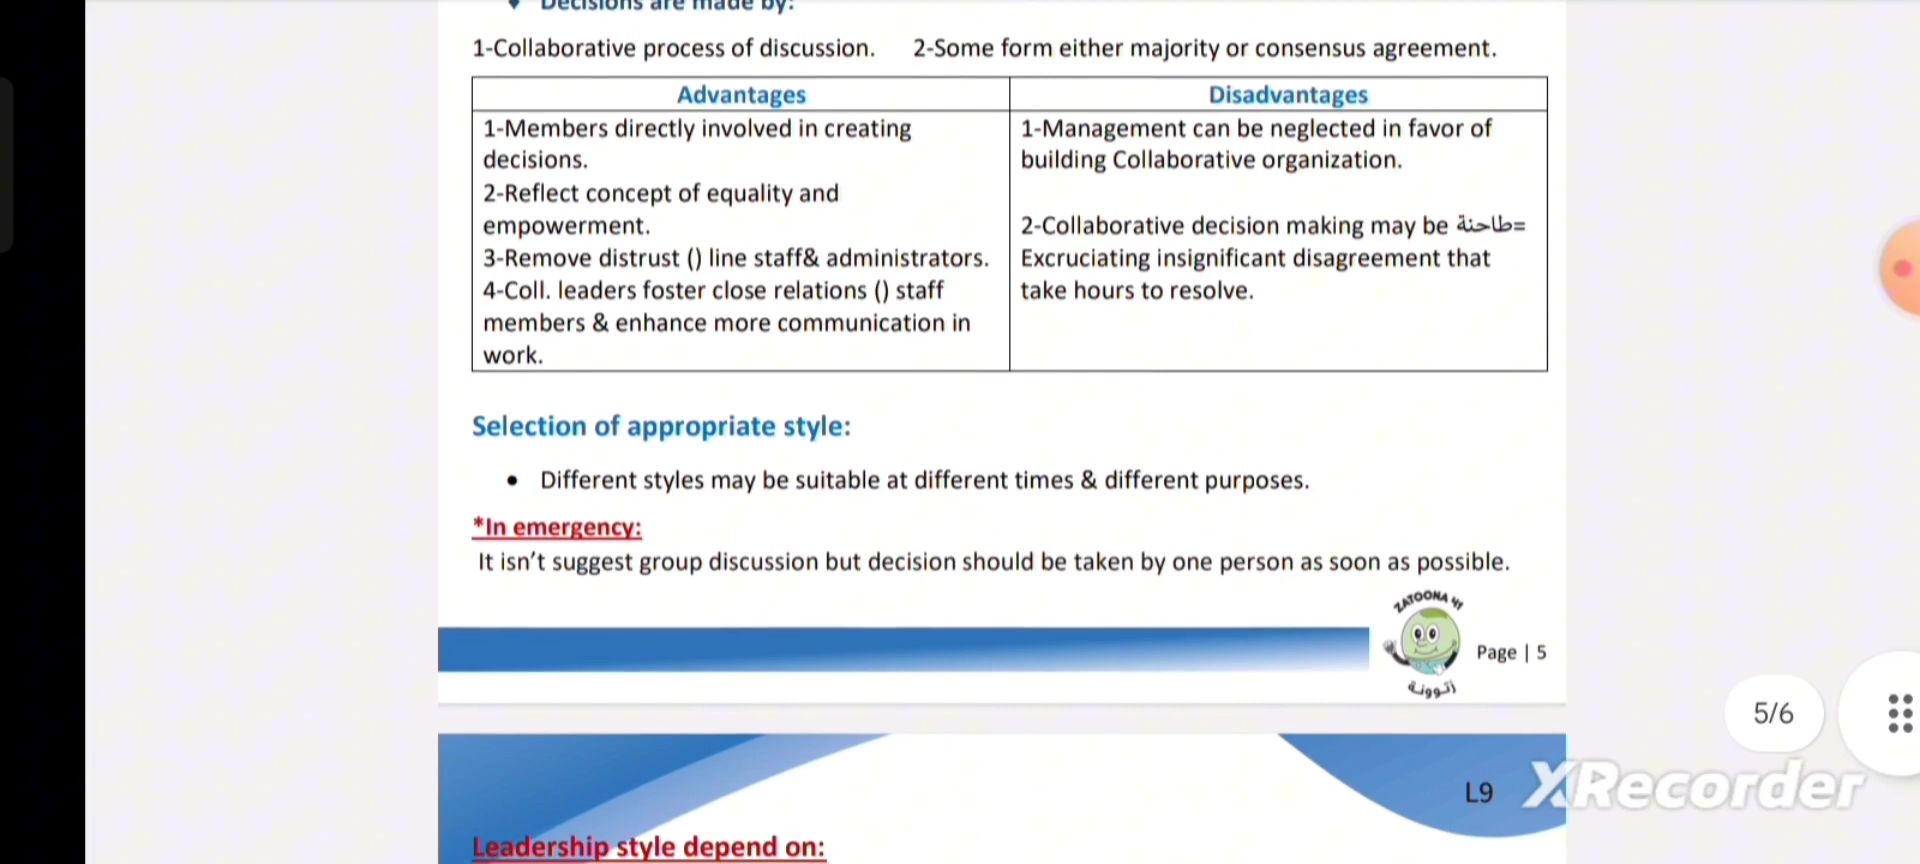 Decisions are made by:
1-Collaborative process of discussion. 2-Some form either majority or consensus agreement.
Advantages
1-Members directly involved in creating
decisions.
2-Reflect concept of equality and
empowerment.
3-Remove distrust () line staff& administrators.
4-Coll. leaders foster close relations () staff
members & enhance more communication in
work.
Disadvantages
1-Management can be neglected in favor of
building Collaborative organization.
2-Collaborative decision making may be طاحنة=
Excruciating insignificant disagreement that
take hours to resolve.
Selection of appropriate style:
• Different styles may be suitable at different times & different purposes.
*In emergency:
It isn’t suggest group discussion but decision should be taken by one person as soon as possible.
ZATOONA 41
Page | 5
5/6
L9
XRecorder
Leadership style depend on: